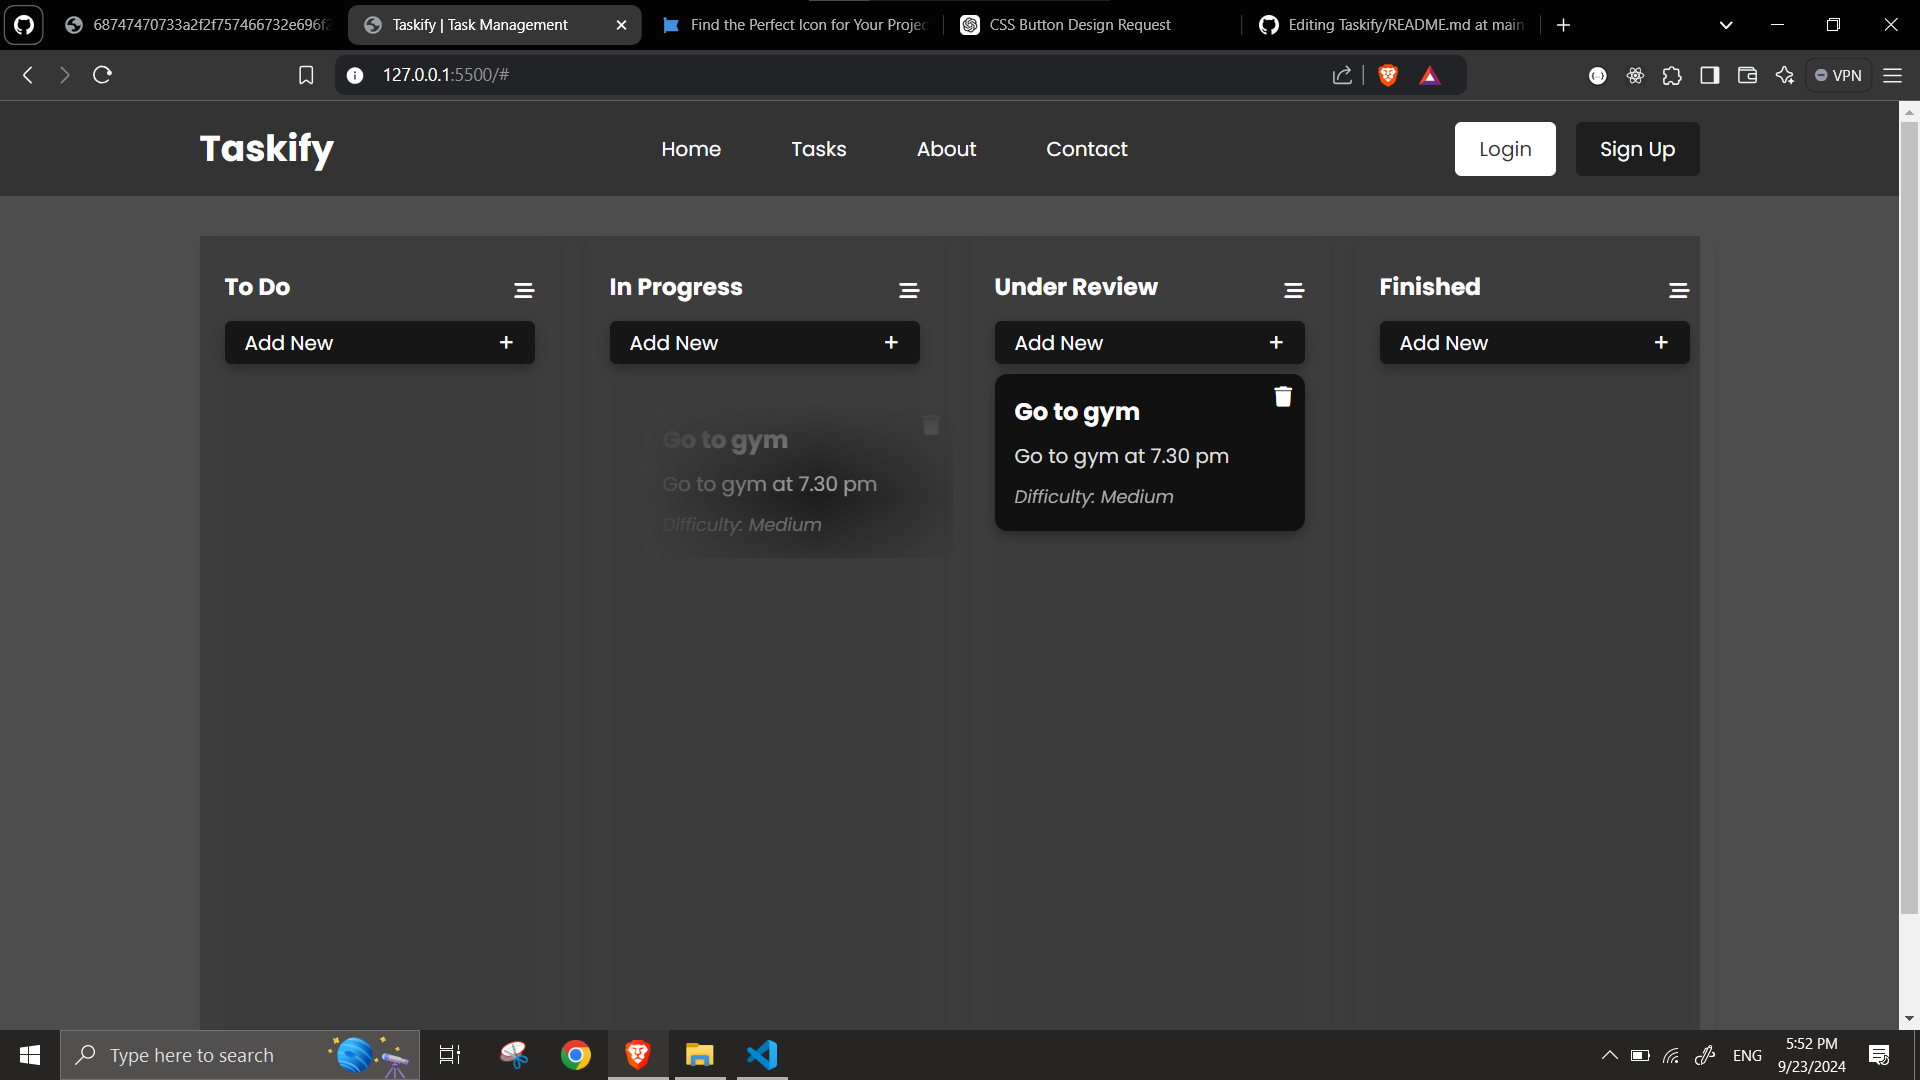 68747470733a2f2f757466732e696f2
Taskify | Task Management
Find the Perfect Icon for Your Projec
CSS Button Design Request
Editing Taskify/README.md at main
127.0.0.1:5500/#
VPN
Taskify
Home
Tasks
About
Contact
Login
Sign Up
To Do
In Progress
Under Review
Finished
Add New +
Add New +
Add New +
Add New +
Go to gym
Go to gym at 7.30 pm
Difficulty: Medium
Go to gym
Go to gym at 7.30 pm
Difficulty: Medium
Type here to search
ENG
5:52 PM
9/23/2024